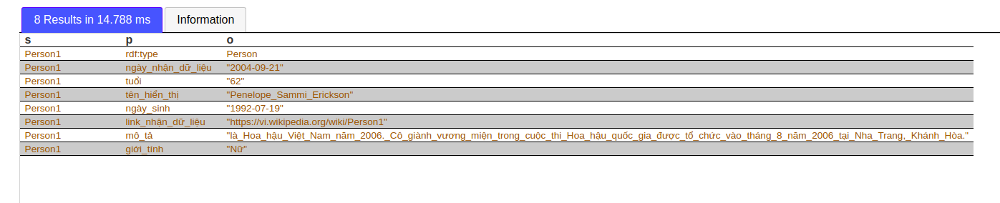 8 Results in 14.788 ms Information
s p o
Person1 rdf:type Person
Person1 ngày_nhận_dữ_liệu "2004-09-21"
Person1 tuổi "62"
Person1 tên_hiển_thị "Penelope_Sammi_Erickson"
Person1 ngày_sinh "1992-07-19"
Person1 link_nhận_dữ_liệu "https://vi.wikipedia.org/wiki/Person1"
Person1 mô_tả "là_Hoa_hậu_Việt_Nam_năm_2006._Cô_giành_vương_miện_trong_cuộc_thi_Hoa_hậu_quốc_gia_được_tổ_chức_vào_tháng_8_năm_2006_tại_Nha_Trang,_Khánh_Hòa."
Person1 giới_tính "Nữ"